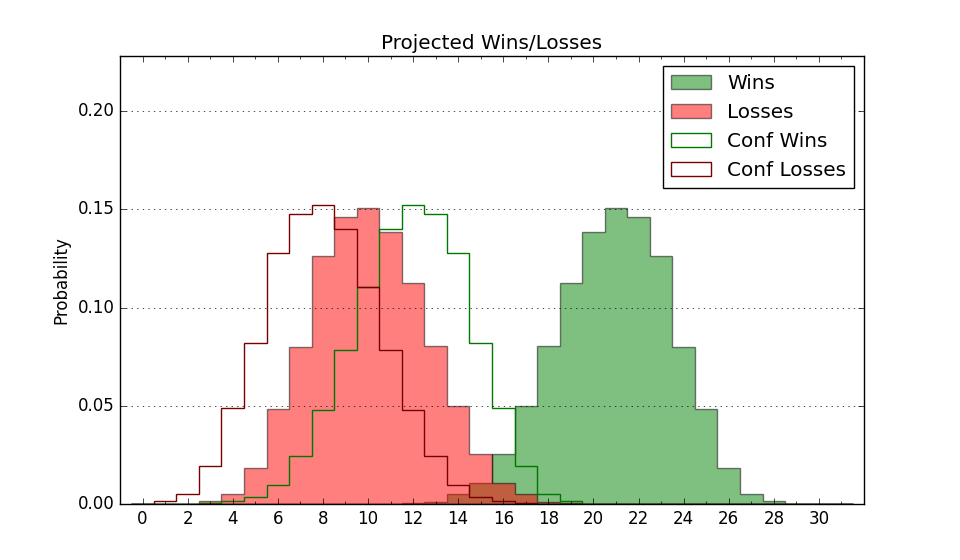 Projected Wins/Losses
Wins
Losses
Conf Wins
Conf Losses
Probability
0.20
0.15
0.10
0.05
0.00
0 2 4 6 8 10 12 14 16 18 20 22 24 26 28 30